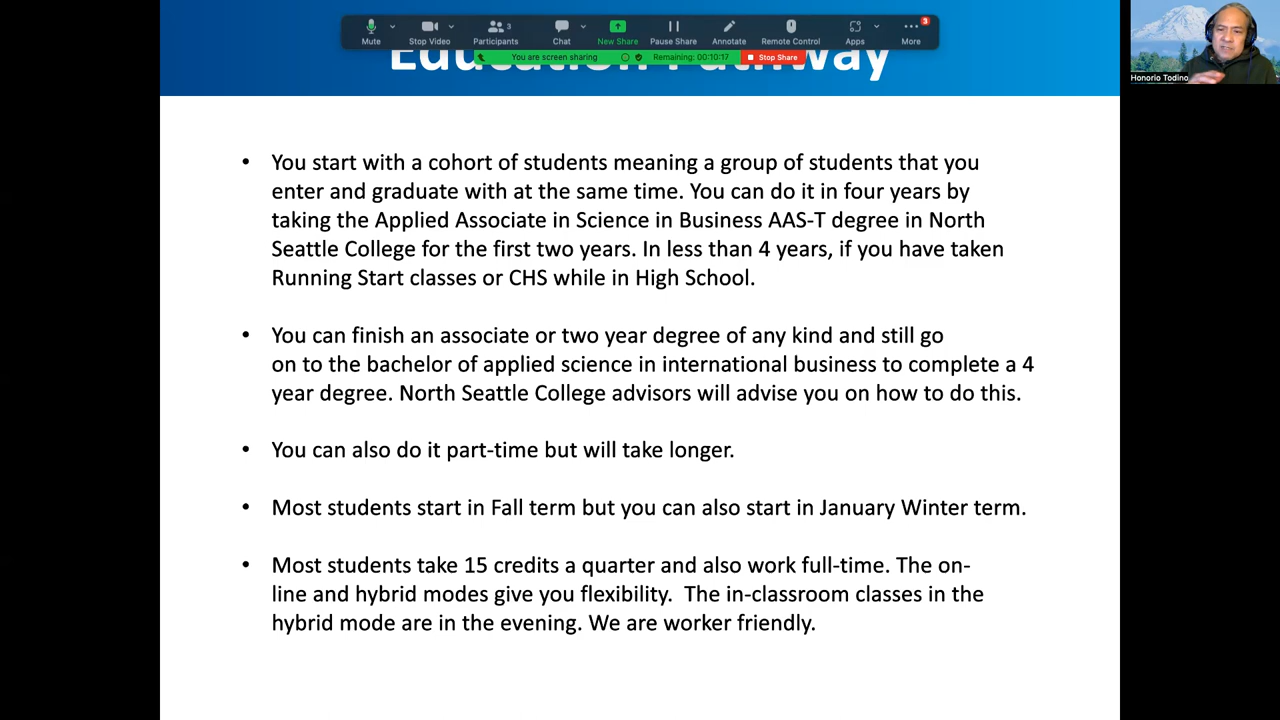 3
3
Mute
Stop Video
Participants
Chat
New Share
Pause Share
Annotate
Remote Control
Apps
More
You are screen sharing
Remaining: 00:10:17
Stop Share
Education Pathway
Honorio Todino
• You start with a cohort of students meaning a group of students that you
enter and graduate with at the same time. You can do it in four years by
taking the Applied Associate in Science in Business AAS-T degree in North
Seattle College for the first two years. In less than 4 years, if you have taken
Running Start classes or CHS while in High School.
• You can finish an associate or two year degree of any kind and still go
on to the bachelor of applied science in international business to complete a 4
year degree. North Seattle College advisors will advise you on how to do this.
• You can also do it part-time but will take longer.
• Most students start in Fall term but you can also start in January Winter term.
• Most students take 15 credits a quarter and also work full-time. The on-
line and hybrid modes give you flexibility.  The in-classroom classes in the
hybrid mode are in the evening. We are worker friendly.